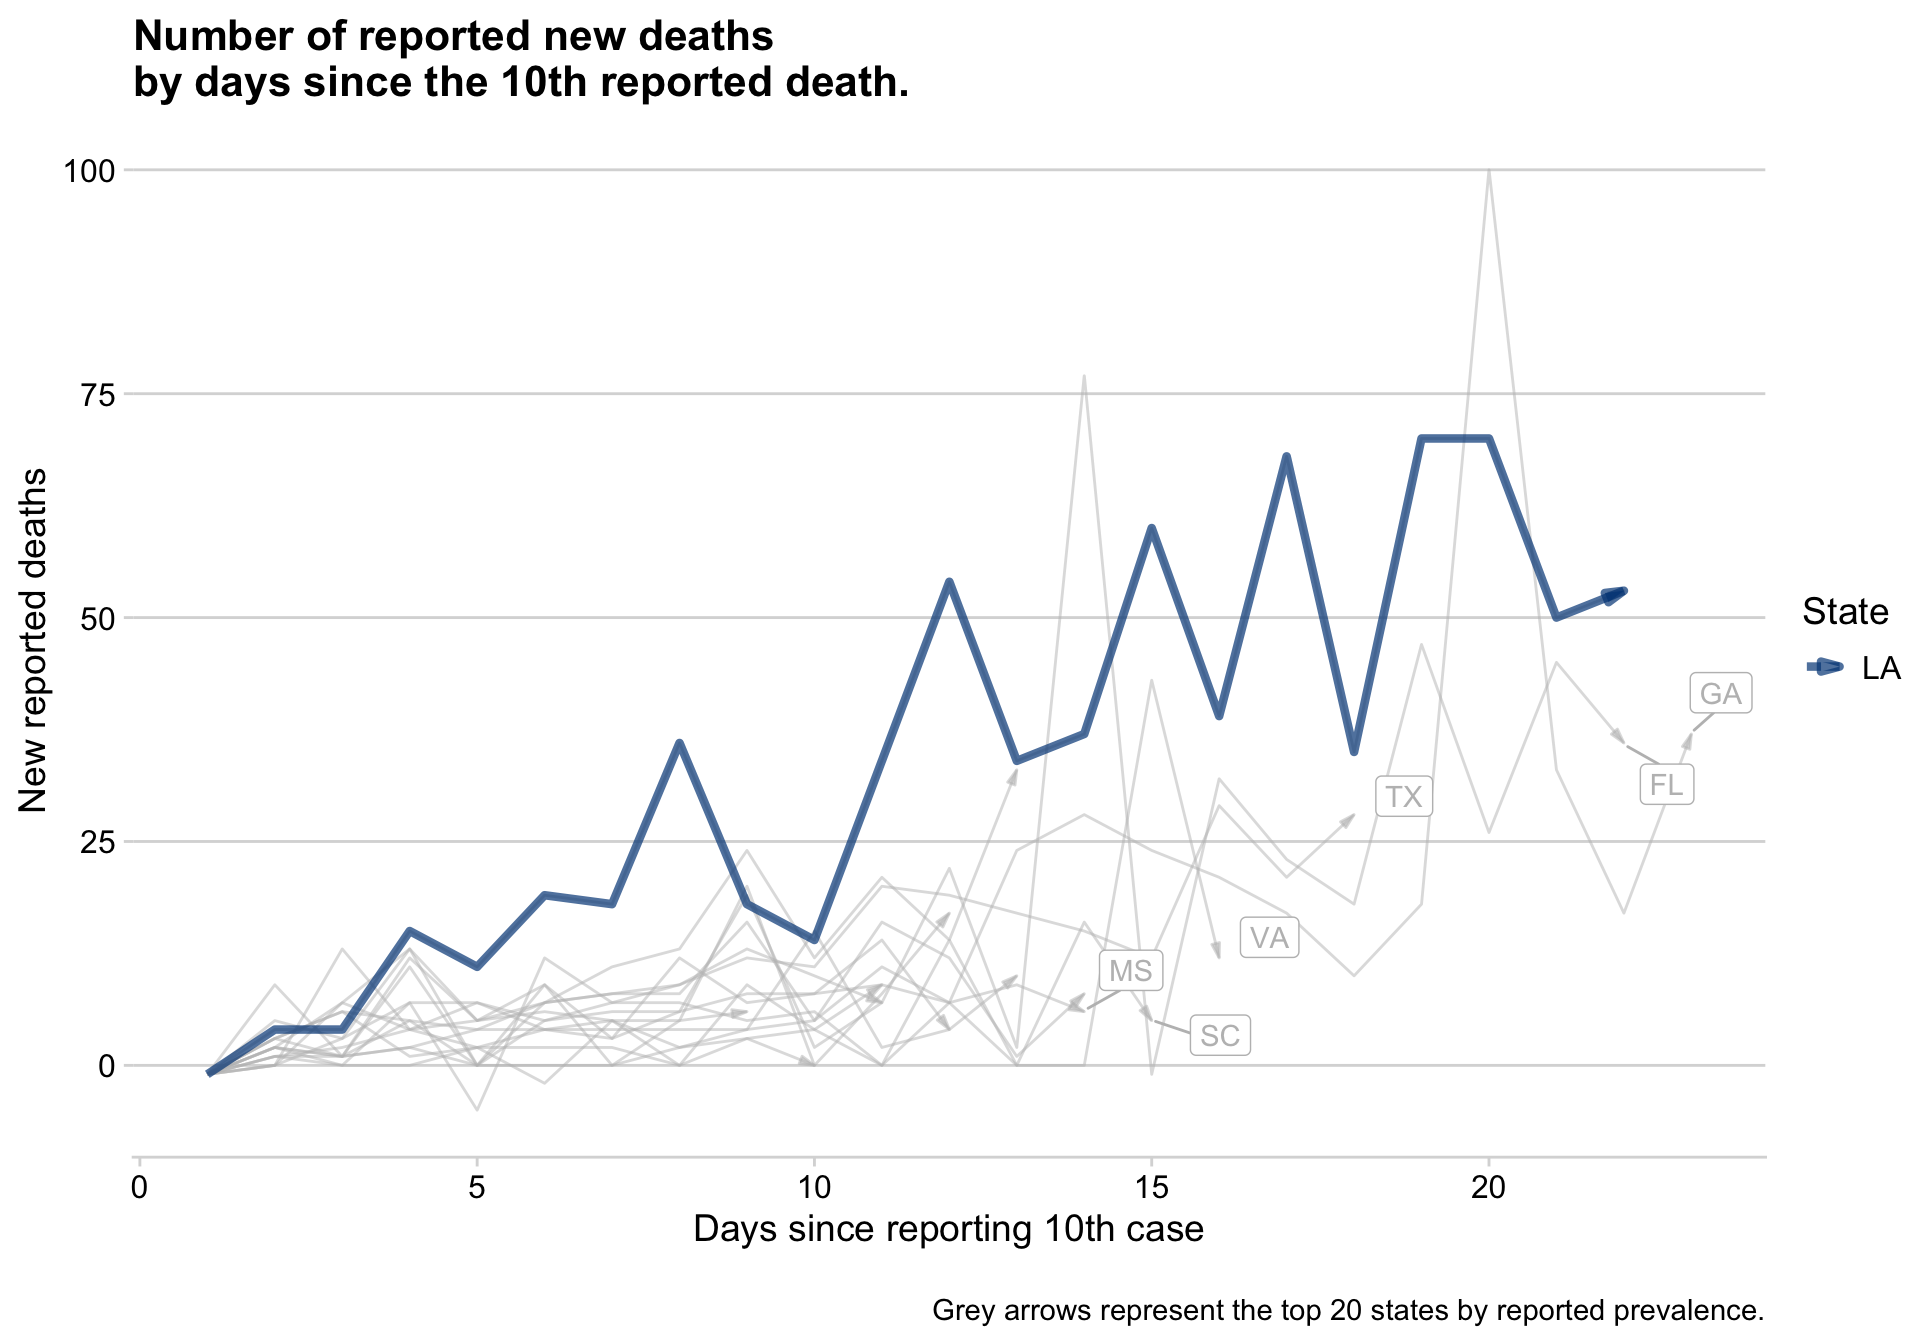 Number of reported new deaths
by days since the 10th reported death.
100
75
50
25
0
New reported deaths
GA
FL
TX
VA
MS
SC
State
LA
0 5 10 15 20
Days since reporting 10th case
Grey arrows represent the top 20 states by reported prevalence.